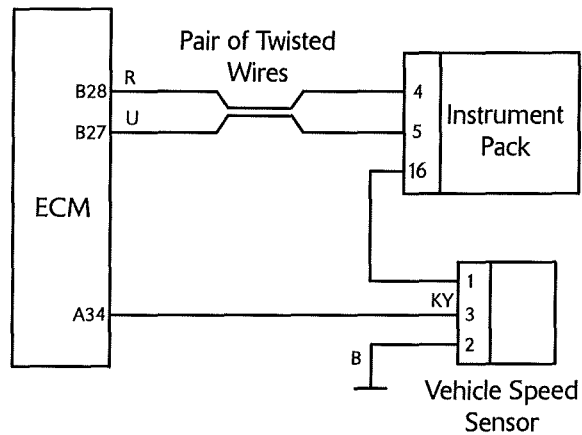 Pair of Twisted
Wires
R
B28
4
U
B27
5
Instrument
Pack
16
ECM
1
KY
A34
3
B
2
Vehicle Speed
Sensor